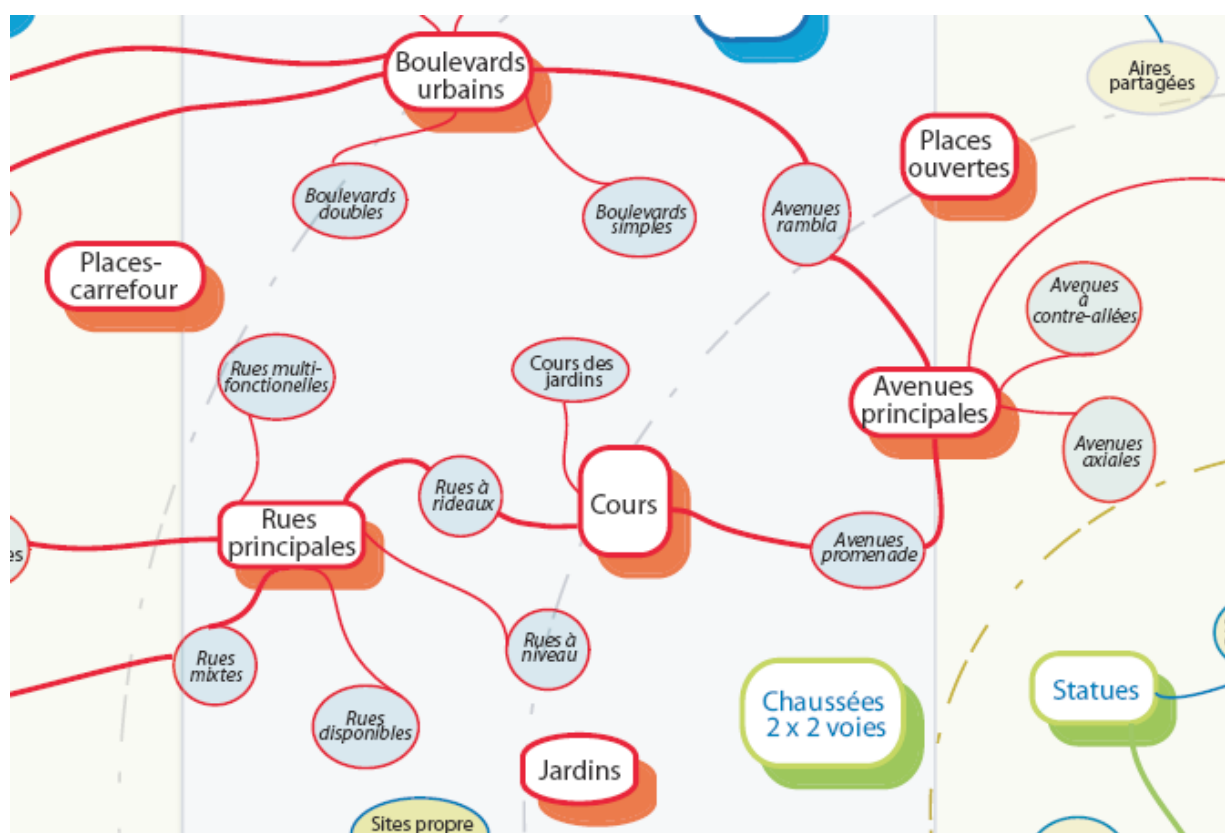 Boulevards
urbains
Aires
partagées
Places
ouvertes
Boulevards
doubles
Boulevards
simples
Avenues
rambla
Places-
carrefour
Avenues
à
contre-allées
Rues multi-
fonctionelles
Cours des
jardins
Avenues
principales
Avenues
axiales
Rues à
rideaux
Cours
Rues
principales
Avenues
promenade
es
Rues
mixtes
Rues à
niveau
Rues
disponibles
Chaussées
2 x 2 voies
Statues
Jardins
Sites propre